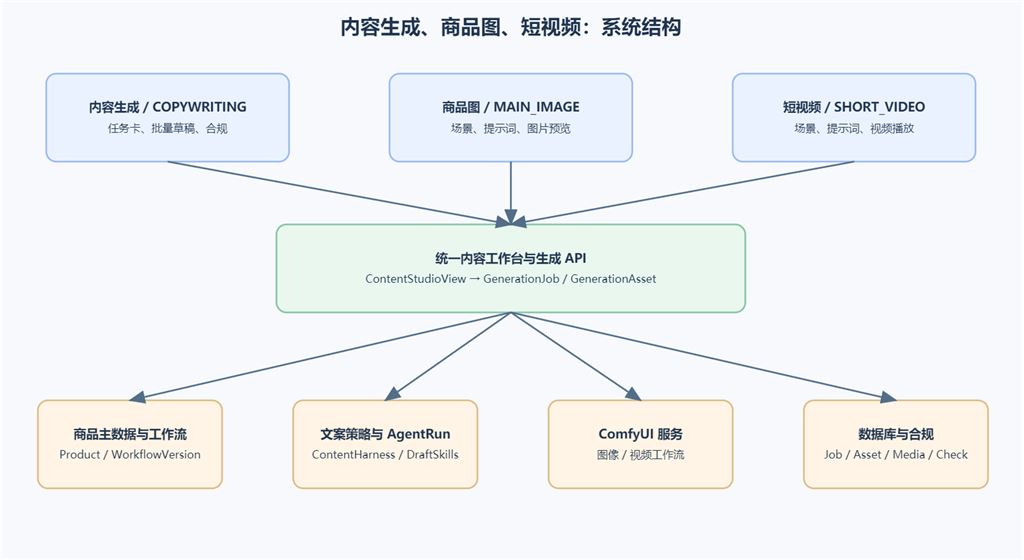 内容生成、商品图、短视频：系统结构
内容生成 / COPYWRITING
任务卡、批量草稿、合规
商品图 / MAIN_IMAGE
场景、提示词、图片预览
短视频 / SHORT_VIDEO
场景、提示词、视频播放
统一内容工作台与生成 API
ContentStudioView → GenerationJob / GenerationAsset
商品主数据与工作流
Product / WorkflowVersion
文案策略与 AgentRun
ContentHarness / DraftSkills
ComfyUI 服务
图像 / 视频工作流
数据库与合规
Job / Asset / Media / Check